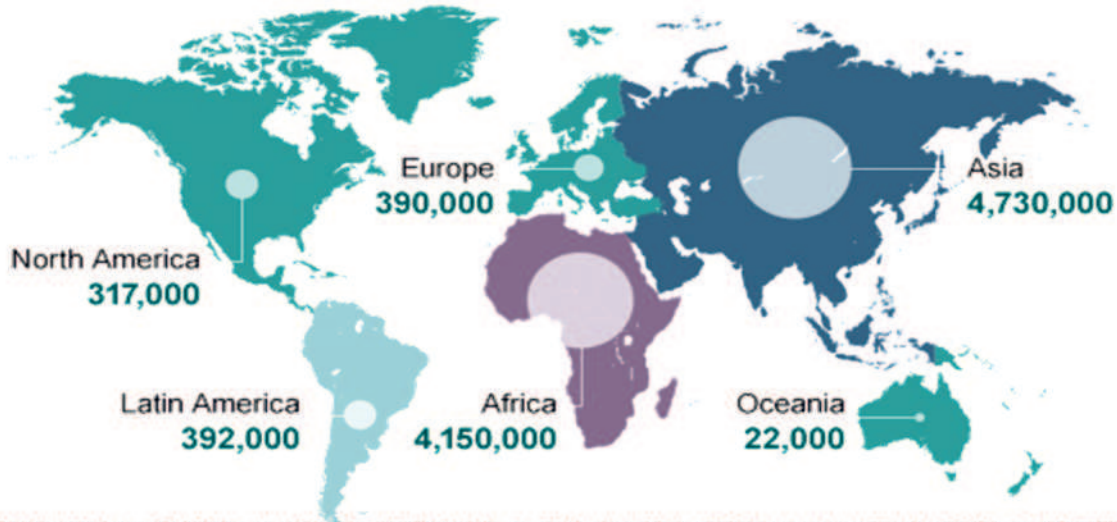 Europe
390,000
Asia
4,730,000
North America
317,000
Latin America
392,000
Africa
4,150,000
Oceania
22,000